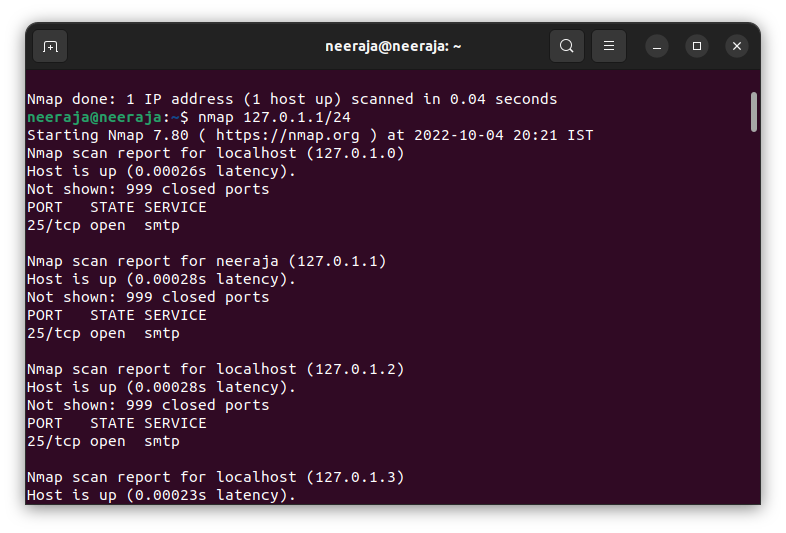 neeraja@neeraja: ~
Nmap done: 1 IP address (1 host up) scanned in 0.04 seconds
neeraja@neeraja:~$ nmap 127.0.1.1/24
Starting Nmap 7.80 ( https://nmap.org ) at 2022-10-04 20:21 IST
Nmap scan report for localhost (127.0.1.0)
Host is up (0.00026s latency).
Not shown: 999 closed ports
PORT   STATE SERVICE
25/tcp open  smtp

Nmap scan report for neeraja (127.0.1.1)
Host is up (0.00028s latency).
Not shown: 999 closed ports
PORT   STATE SERVICE
25/tcp open  smtp

Nmap scan report for localhost (127.0.1.2)
Host is up (0.00028s latency).
Not shown: 999 closed ports
PORT   STATE SERVICE
25/tcp open  smtp

Nmap scan report for localhost (127.0.1.3)
Host is up (0.00023s latency).